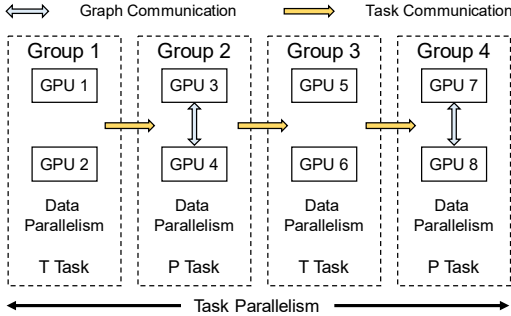 Graph Communication
Task Communication
Group 1
Group 2
Group 3
Group 4
GPU 1
GPU 3
GPU 5
GPU 7
GPU 2
GPU 4
GPU 6
GPU 8
Data
Parallelism
Data
Parallelism
Data
Parallelism
Data
Parallelism
T Task
P Task
T Task
P Task
Task Parallelism